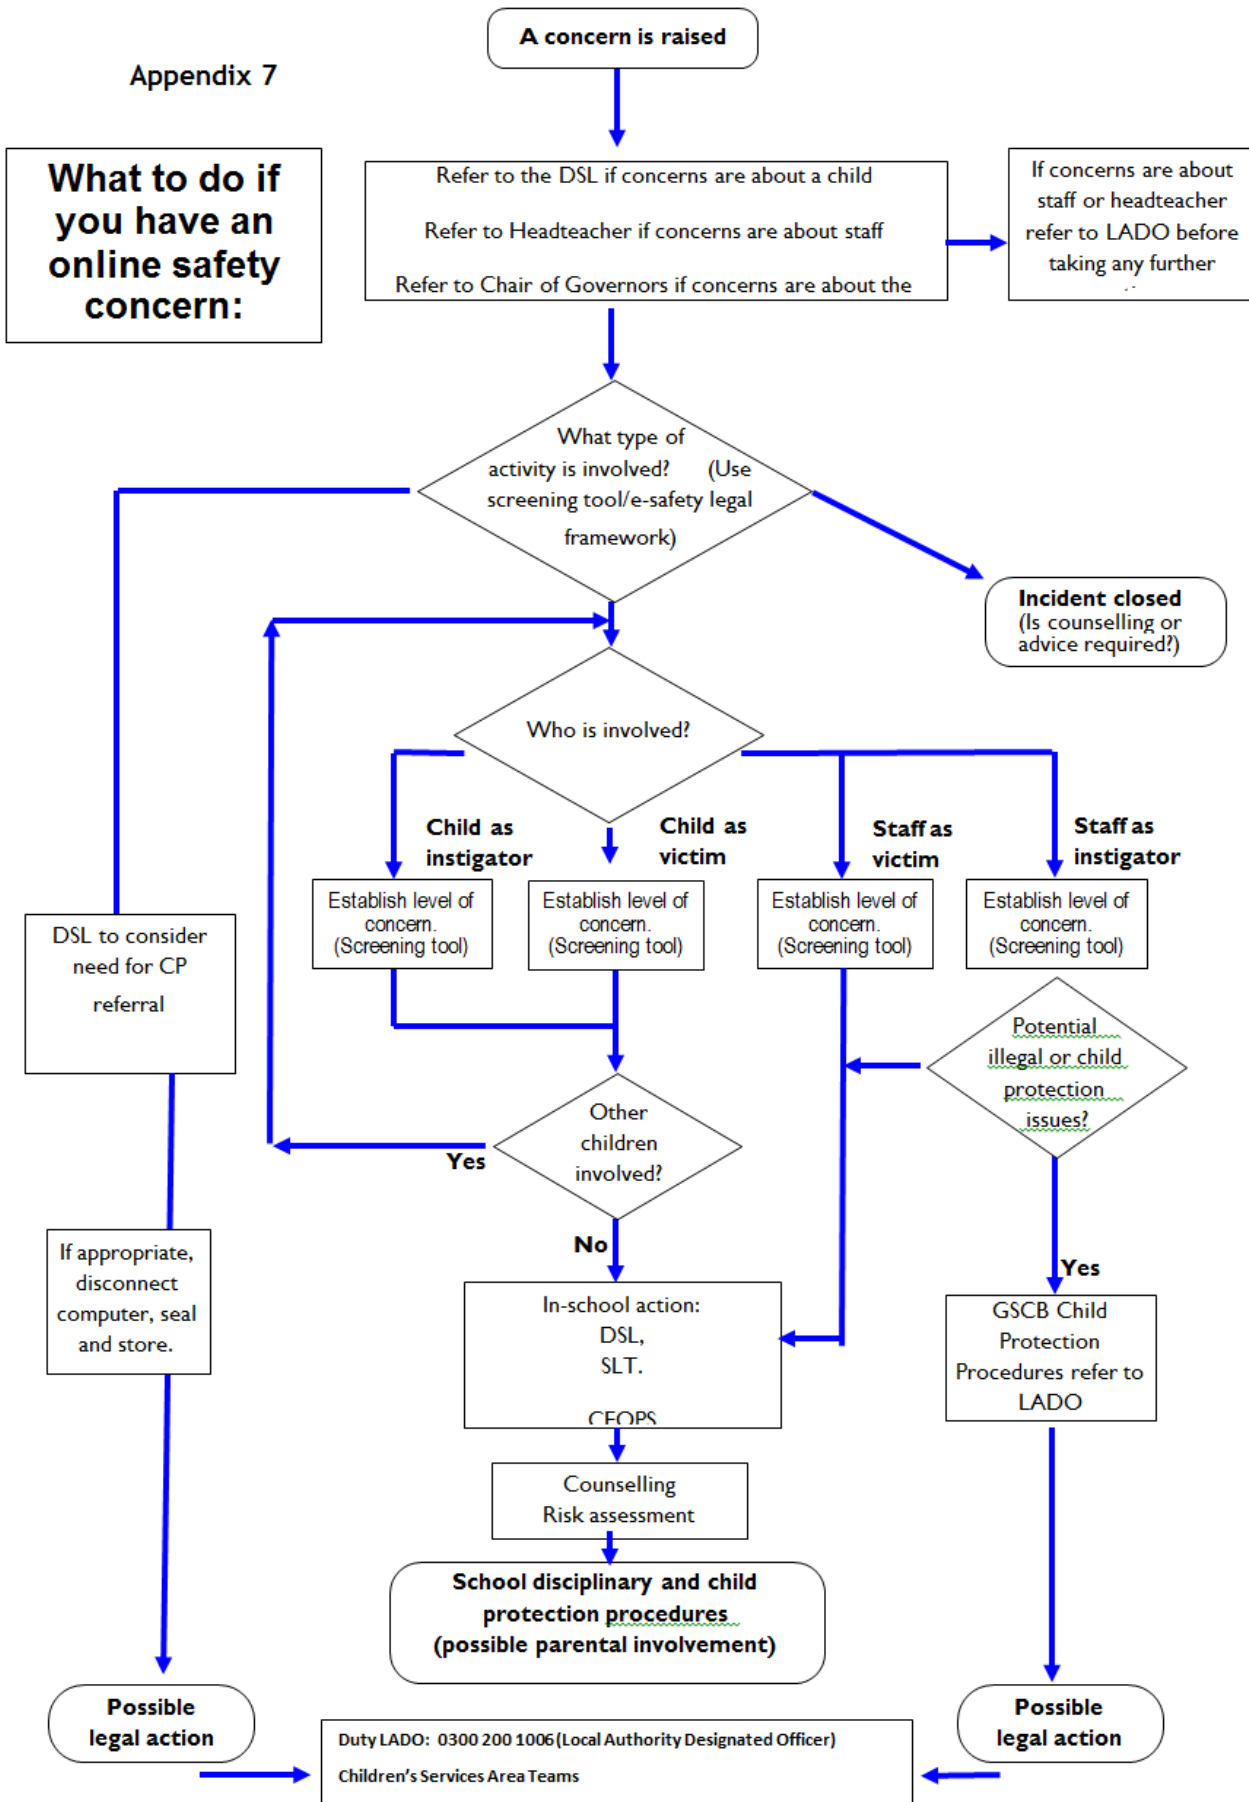 A concern is raised
Appendix 7
What to do if
you have an
online safety
concern:
Refer to the DSL if concerns are about a child
Refer to Headteacher if concerns are about staff
Refer to Chair of Governors if concerns are about the
If concerns are about
staff or headteacher
refer to LADO before
taking any further
What type of
activity is involved? (Use
screening tool/e-safety legal
framework)
Incident closed
(Is counselling or
advice required?)
Who is involved?
Child as
instigator
Child as
victim
Staff as
victim
Staff as
instigator
Establish level of
concern.
(Screening tool)
Establish level of
concern.
(Screening tool)
Establish level of
concern.
(Screening tool)
Establish level of
concern.
(Screening tool)
DSL to consider
need for CP
referral
Potential
illegal or child
protection
issues?
Other
children
involved?
Yes
No
If appropriate,
disconnect
computer, seal
and store.
Yes
In-school action:
DSL,
SLT.
CEOPS
GSCB Child
Protection
Procedures refer to
LADO
Counselling
Risk assessment
School disciplinary and child
protection procedures
(possible parental involvement)
Possible
legal action
Possible
legal action
Duty LADO: 0300 200 1006 (Local Authority Designated Officer)
Children's Services Area Teams